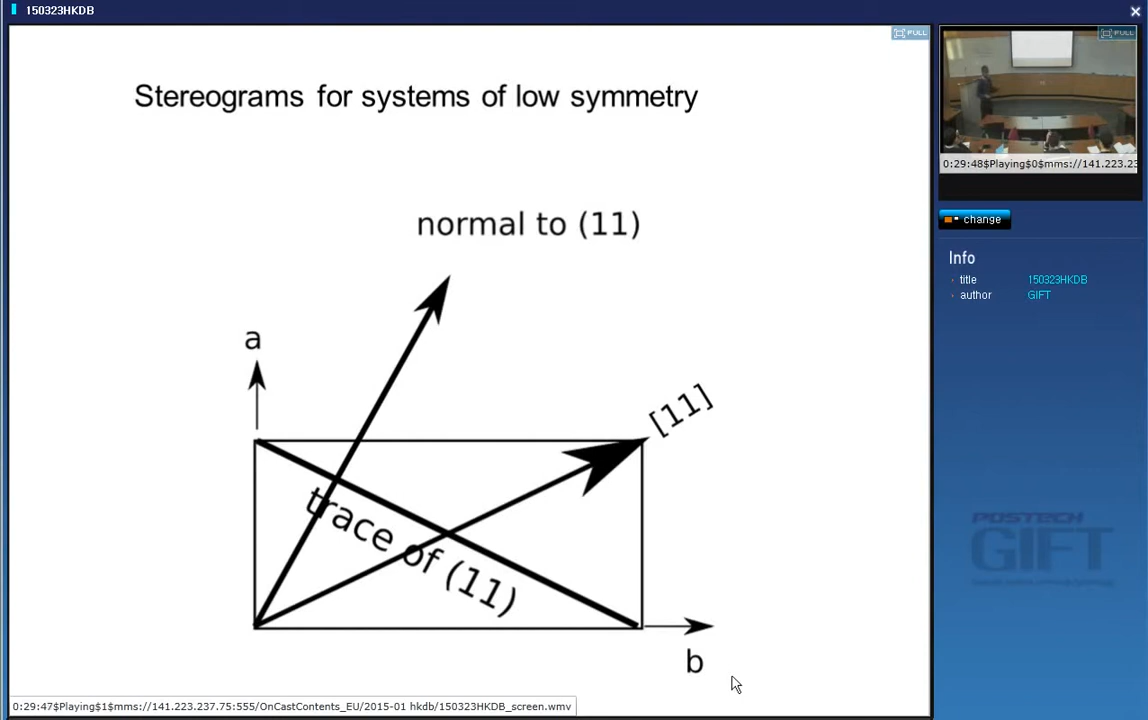 150323HKDB
FULL
FULL
Stereograms for systems of low symmetry
normal to (11)
a
[11]
trace of (11)
b
0:29:47$Playing$1$mms://141.223.237.75:555/OnCastContents_EU/2015-01 hkdb/150323HKDB_screen.wmv
0:29:48$Playing$0$mms://141.223.23
change
Info
title 150323HKDB
author GIFT
POSTECH
GIFT